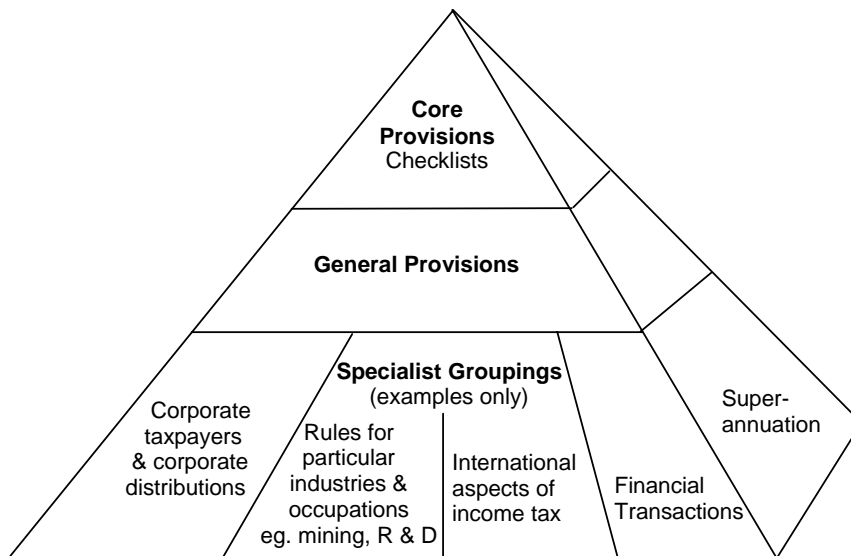 Core
Provisions
Checklists
General Provisions
Specialist Groupings
(examples only)
Corporate
taxpayers
& corporate
distributions
Rules for
particular
industries &
occupations
eg. mining, R & D
International
aspects of
income tax
Financial
Transactions
Super-
annuation